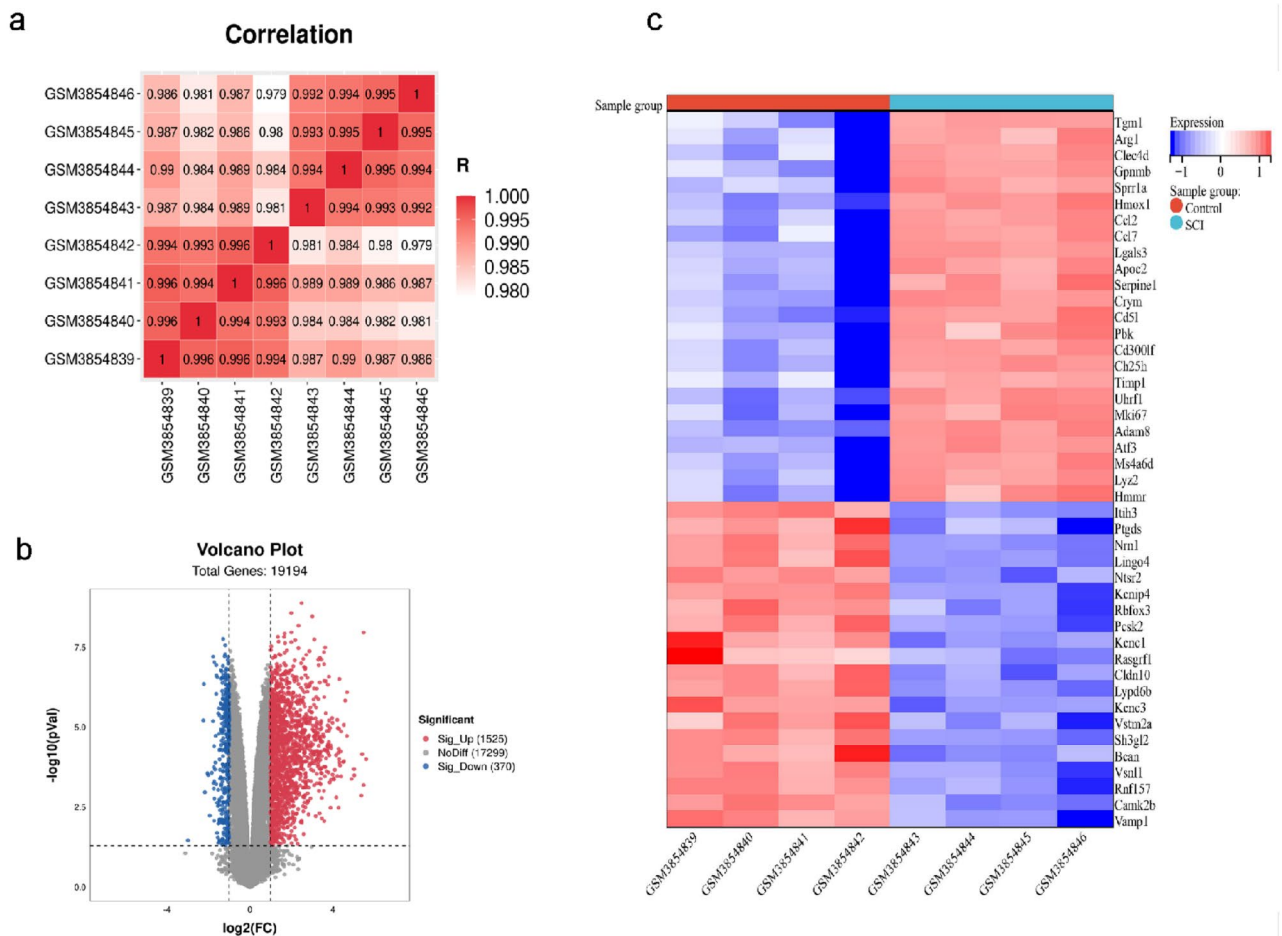 a
Correlation
GSM3854846 0.986 0.981 0.987 0.979 0.992 0.994 0.995 1
GSM3854845 0.987 0.982 0.986 0.98 0.993 0.995 1 0.995
GSM3854844 0.99 0.984 0.989 0.984 0.994 1 0.995 0.994
GSM3854843 0.987 0.984 0.989 0.981 1 0.994 0.993 0.992
GSM3854842 0.994 0.993 0.996 1 0.981 0.984 0.98 0.979
GSM3854841 0.996 0.994 1 0.996 0.989 0.989 0.986 0.987
GSM3854840 0.996 1 0.994 0.993 0.984 0.984 0.982 0.981
GSM3854839 1 0.996 0.996 0.994 0.987 0.99 0.987 0.986
GSM3854839 GSM3854840 GSM3854841 GSM3854842 GSM3854843 GSM3854844 GSM3854845 GSM3854846
R
1.000
0.995
0.990
0.985
0.980
b
Volcano Plot
Total Genes: 19194
-log10(pVal)
7.5
5.0
2.5
0.0
-4 0 4
log2(FC)
Significant
Sig_Up (1525)
NoDiff (17299)
Sig_Down (370)
c
Sample group
Tgm1
Arg1
Clec4d
Gpnmb
Sprr1a
Hmox1
Ccl2
Ccl7
Lgals3
Apoc2
Serpine1
Crym
Cd5l
Pbk
Cd300lf
Ch25h
Timp1
Uhrf1
Mki67
Adam8
Atf3
Ms4a6d
Lyz2
Hmmr
Itih3
Ptgds
Nrn1
Lingo4
Ntsr2
Kcnip4
Rbfox3
Pcsk2
Kcnc1
Rasgrf1
Cldn10
Lypd6b
Kcnc3
Vstm2a
Sh3gl2
Bcan
Vsnl1
Rnf157
Camk2b
Vamp1
GSM3854839 GSM3854840 GSM3854841 GSM3854842 GSM3854843 GSM3854844 GSM3854845 GSM3854846
Expression
−1 0 1
Sample group:
Control
SCI